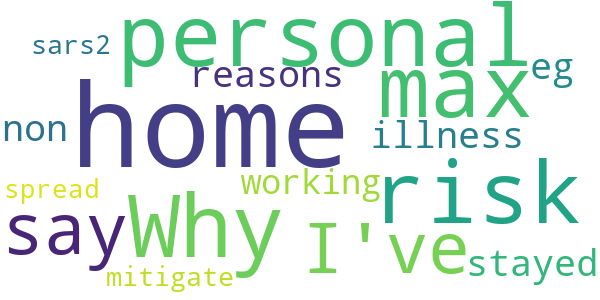 sars2 personal
reasons max eg
non home illness
spread working risk
say Why I've stayed
mitigate